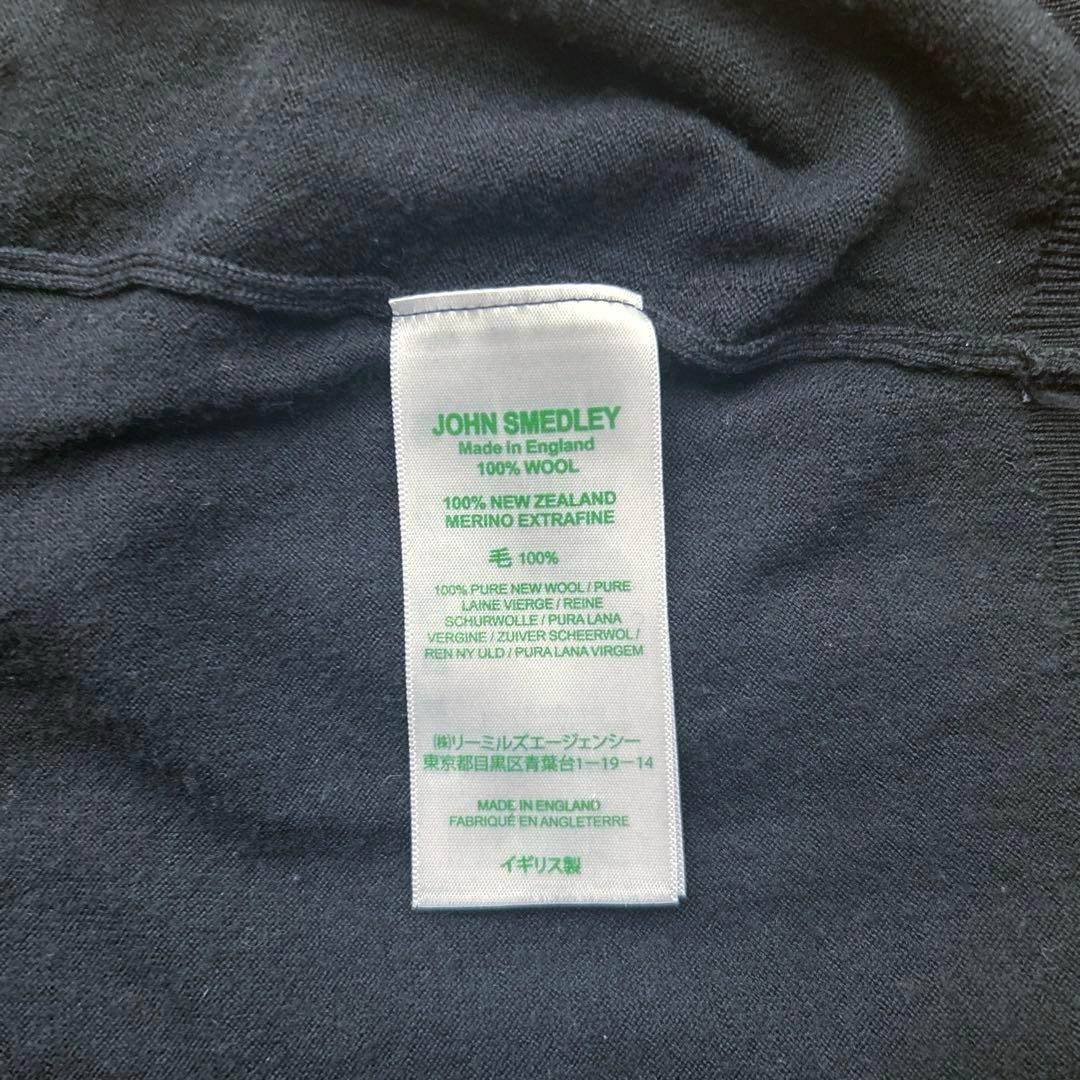 JOHN SMEDLEY
Made in England
100% WOOL
100% NEW ZEALAND
MERINO EXTRAFINE
毛 100%
100% PURE NEW WOOL / PURE
LAINE VIERGE / REINE
SCHURWOLLE / PURA LANA
VERGINE / ZUIVER SCHEERWOL /
REN NY ULD / PURA LANA VIRGEM
㈱リーミルズエージェンシー
東京都目黒区青葉台1-19-14
MADE IN ENGLAND
FABRIQUÉ EN ANGLETERRE
イギリス製